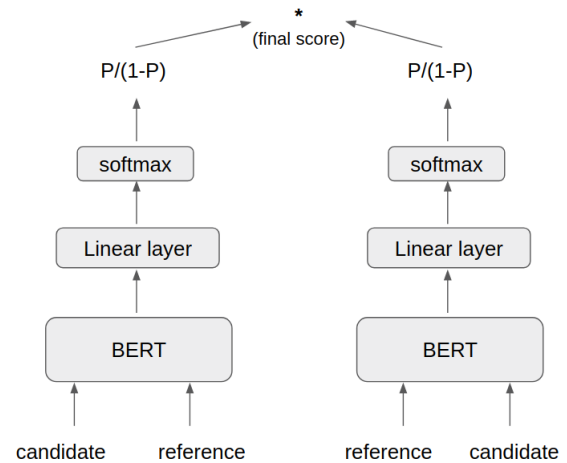 *
(final score)
P/(1-P) P/(1-P)
softmax softmax
Linear layer Linear layer
BERT BERT
candidate reference reference candidate